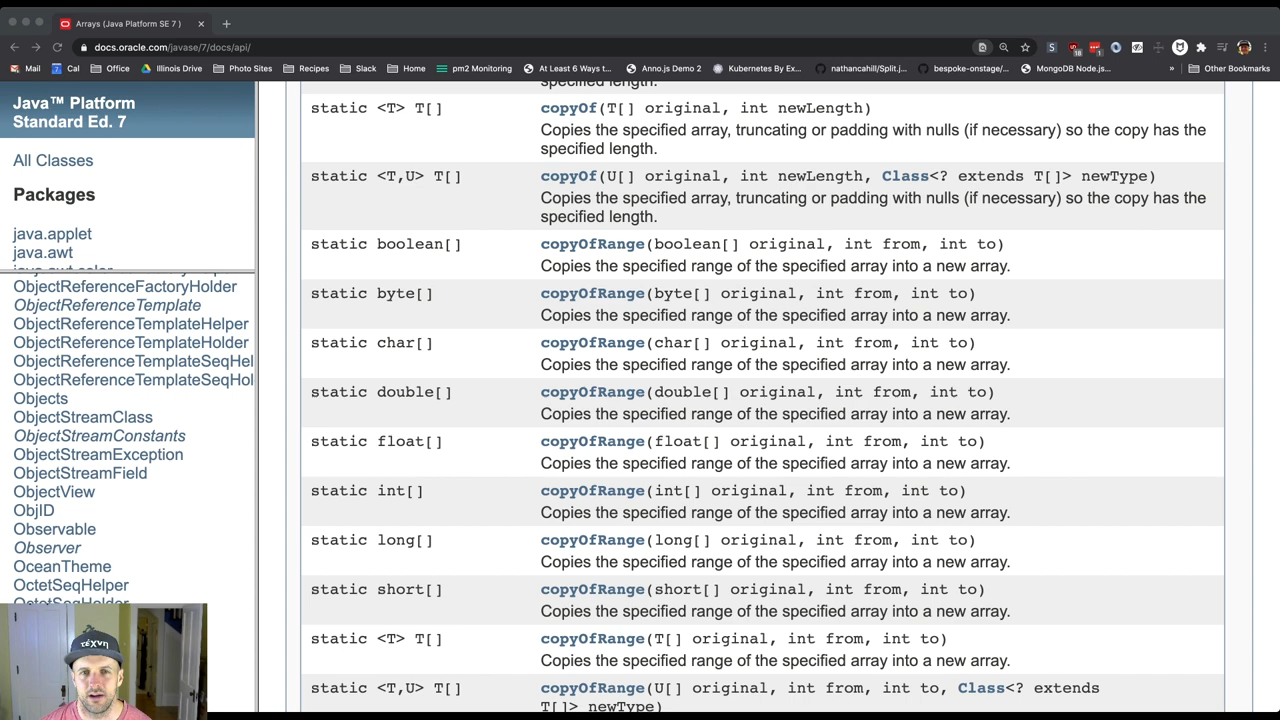 Arrays (Java Platform SE 7 )
docs.oracle.com/javase/7/docs/api/
Mail Cal Office Illinois Drive Photo Sites Recipes Slack Home pm2 Monitoring At Least 6 Ways t... Anno.js Demo 2 Kubernetes By Ex... nathancahill/Split.j... bespoke-onstage/... MongoDB Node.js... » Other Bookmarks
Java™ Platform
Standard Ed. 7
All Classes
Packages
java.applet
java.awt
java.awt.color
ObjectReferenceFactoryHolder
ObjectReferenceTemplate
ObjectReferenceTemplateHelper
ObjectReferenceTemplateHolder
ObjectReferenceTemplateSeqHel
ObjectReferenceTemplateSeqHol
Objects
ObjectStreamClass
ObjectStreamConstants
ObjectStreamException
ObjectStreamField
ObjectView
ObjID
Observable
Observer
OceanTheme
OctetSeqHelper
OctetSeqHolder
τέχνη
specified length.
static <T> T[] copyOf(T[] original, int newLength)
Copies the specified array, truncating or padding with nulls (if necessary) so the copy has the
specified length.
static <T,U> T[] copyOf(U[] original, int newLength, Class<? extends T[]> newType)
Copies the specified array, truncating or padding with nulls (if necessary) so the copy has the
specified length.
static boolean[] copyOfRange(boolean[] original, int from, int to)
Copies the specified range of the specified array into a new array.
static byte[] copyOfRange(byte[] original, int from, int to)
Copies the specified range of the specified array into a new array.
static char[] copyOfRange(char[] original, int from, int to)
Copies the specified range of the specified array into a new array.
static double[] copyOfRange(double[] original, int from, int to)
Copies the specified range of the specified array into a new array.
static float[] copyOfRange(float[] original, int from, int to)
Copies the specified range of the specified array into a new array.
static int[] copyOfRange(int[] original, int from, int to)
Copies the specified range of the specified array into a new array.
static long[] copyOfRange(long[] original, int from, int to)
Copies the specified range of the specified array into a new array.
static short[] copyOfRange(short[] original, int from, int to)
Copies the specified range of the specified array into a new array.
static <T> T[] copyOfRange(T[] original, int from, int to)
Copies the specified range of the specified array into a new array.
static <T,U> T[] copyOfRange(U[] original, int from, int to, Class<? extends
T[]> newType)